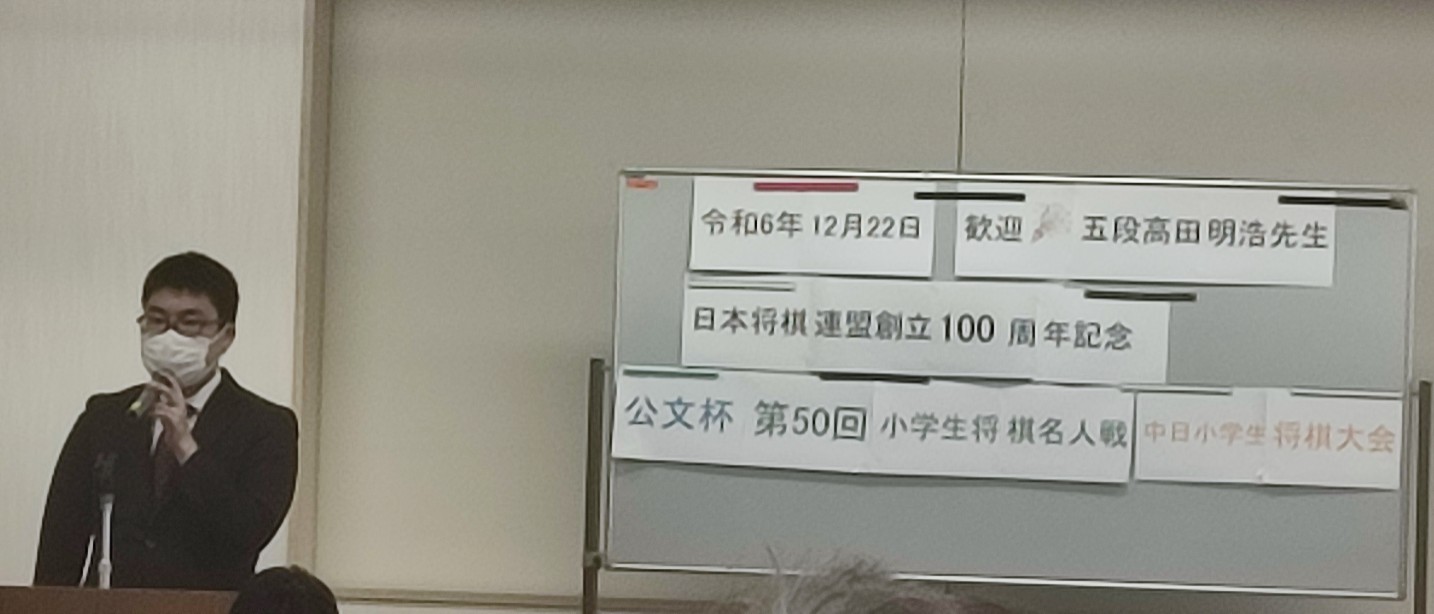 令和6年12月22日
歓迎 五段高田明浩先生
日本将棋連盟創立100周年記念
公文杯 第50回 小学生将棋名人戦
中日小学生将棋大会